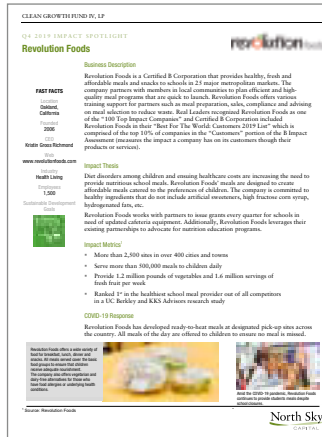 CLEAN GROWTH FUND IV, LP
Q4 2019 IMPACT SPOTLIGHT
Revolution Foods
revolution foods
Business Description
Revolution Foods is a Certified B Corporation that provides healthy, fresh and
affordable meals and snacks to schools in 25 major metropolitan markets. The
company partners with members in local communities to plan efficient and high-
quality meal programs that are quick to launch. Revolution Foods offers various
training support for partners such as meal preparation, sales, compliance and advising
on meal selection to reduce waste. Real Leaders recognized Revolution Foods as one
of the "100 Top Impact Companies" and Certified B Corporation included
Revolution Foods in their "Best For The World: Customers 2019 List" which is
comprised of the top 10% of companies in the "Customers" portion of the B Impact
Assessment (measures the impact a company has on its customers though their
products or services).
FAST FACTS
Location
Oakland,
California
Founded
2006
CEO
Kristin Gross Richmond
Web
www.revolutionfoods.com
Industry
Health Living
Employees
1,500
Sustainable Development
Goals
Impact Thesis
Diet disorders among children and ensuing healthcare costs are increasing the need to
provide nutritious school meals. Revolution Foods' meals are designed to create
affordable meals catered to the preferences of children. The company is committed to
healthy ingredients that do not include artificial sweeteners, high fructose corn syrup,
hydrogenated fats, etc.
Revolution Foods works with partners to issue grants every quarter for schools in
need of updated cafeteria equipment. Additionally, Revolution Foods leverages their
existing partnerships to advocate for nutrition education programs.
Impact Metrics¹
• More than 2,500 sites in over 400 cities and towns
• Serve more than 500,000 meals to children daily
• Provide 1.2 million pounds of vegetables and 1.6 million servings of
fresh fruit per week
• Ranked 1st in the healthiest school meal provider out of all competitors
in a UC Berkley and KKS Advisors research study
COVID-19 Response
Revolution Foods has developed ready-to-heat meals at designated pick-up sites across
the country. All meals of the day are offered to children to ensure no meal is missed.
Revolution Foods offers a wide variety of
food for breakfast, lunch, dinner and
snacks. All meals served cover the basic
food groups to ensure that children
receive adequate nourishment.
The company also offers vegetarian and
dairy-free alternatives for those who
have food allergies or underlying health
conditions.
Amid the COVID-19 pandemic, Revolution Foods
continues to provide students meals despite
school closures.
¹ Source: Revolution Foods
North Sky
CAPITAL